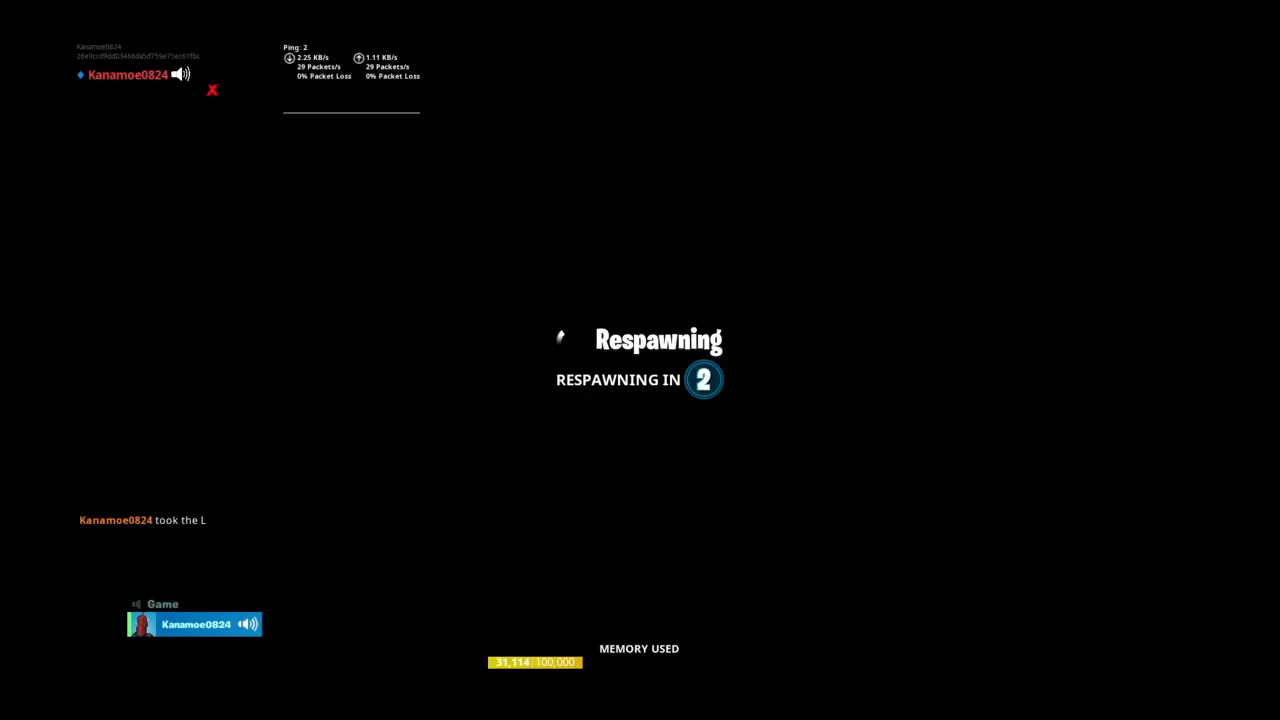 Kanamoe0824
26e9ccd9dd03466da5d759e75ec61fbc
Kanamoe0824
X
Ping: 2
2.25 KB/s 1.11 KB/s
29 Packets/s 29 Packets/s
0% Packet Loss 0% Packet Loss
Respawning
RESPAWNING IN 2
Kanamoe0824 took the L
Game
Kanamoe0824
MEMORY USED
31,114 100,000